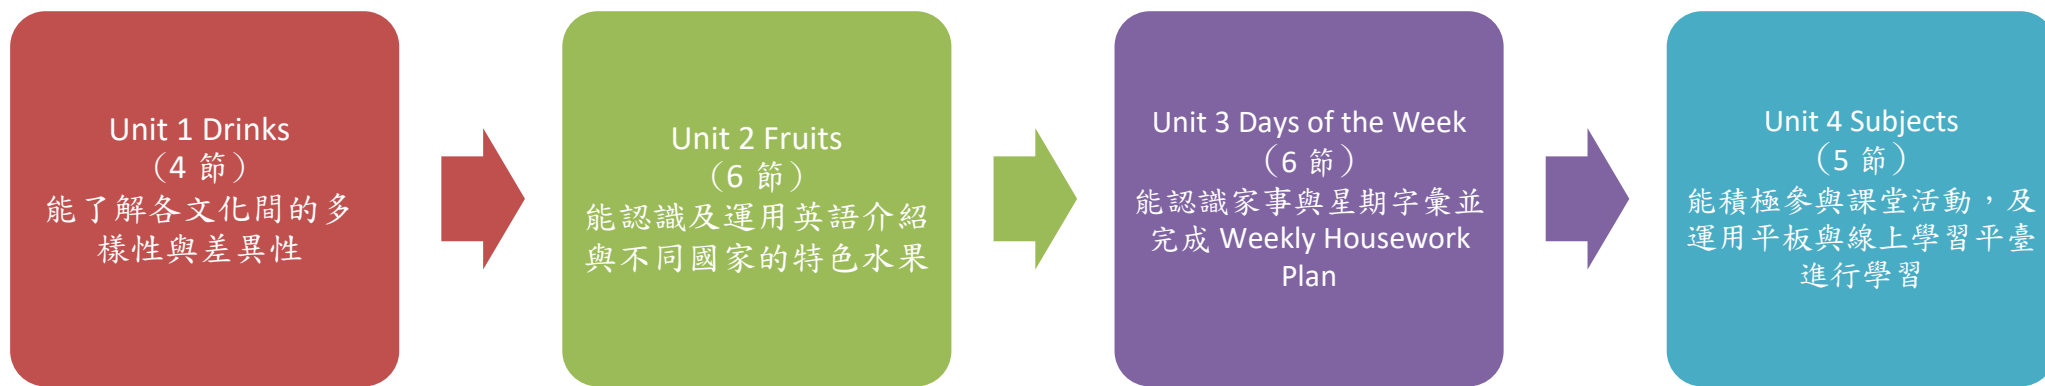 Unit 1 Drinks
（4 節）
能了解各文化間的多
樣性與差異性
Unit 2 Fruits
（6 節）
能認識及運用英語介紹
與不同國家的特色水果
Unit 3 Days of the Week
（6 節）
能認識家事與星期字彙並
完成 Weekly Housework
Plan
Unit 4 Subjects
（5 節）
能積極參與課堂活動，及
運用平板與線上學習平臺
進行學習